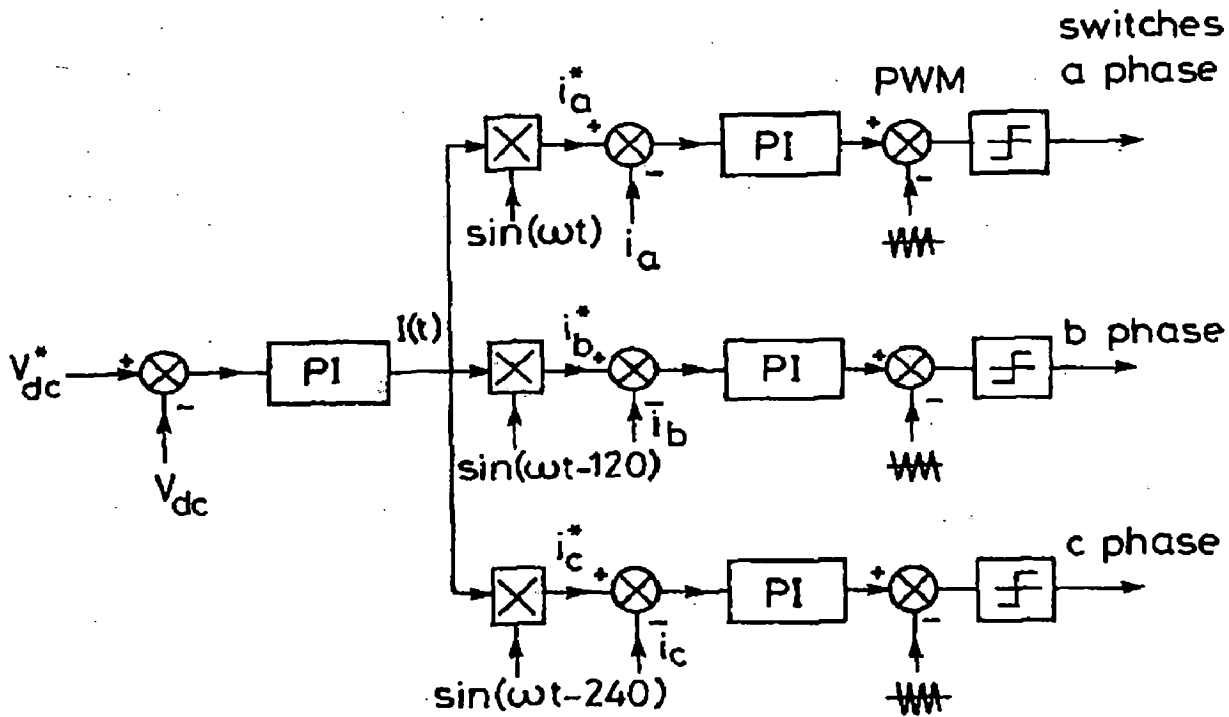 switches
a phase
PWM
i*a
+
+
PI
-
-
sin(ωt)
ia
I(t)
i*b
b phase
V*dc
+
PI
+
PI
+
-
-
-
ib
sin(ωt-120)
Vdc
i*c
c phase
+
PI
+
-
-
ic
sin(ωt-240)